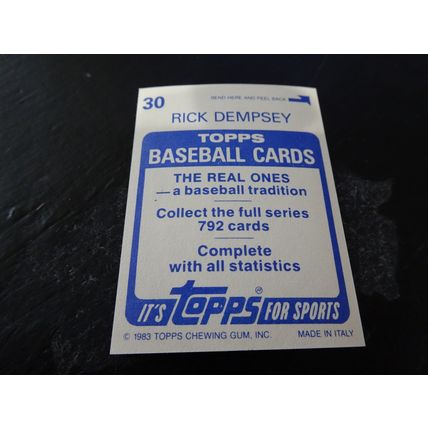 30
BEND HERE AND PEEL BACK
RICK DEMPSEY
TOPPS
BASEBALL CARDS
THE REAL ONES
—a baseball tradition
Collect the full series
792 cards
Complete
with all statistics
IT'S Topps® FOR SPORTS
© 1983 TOPPS CHEWING GUM, INC. MADE IN ITALY